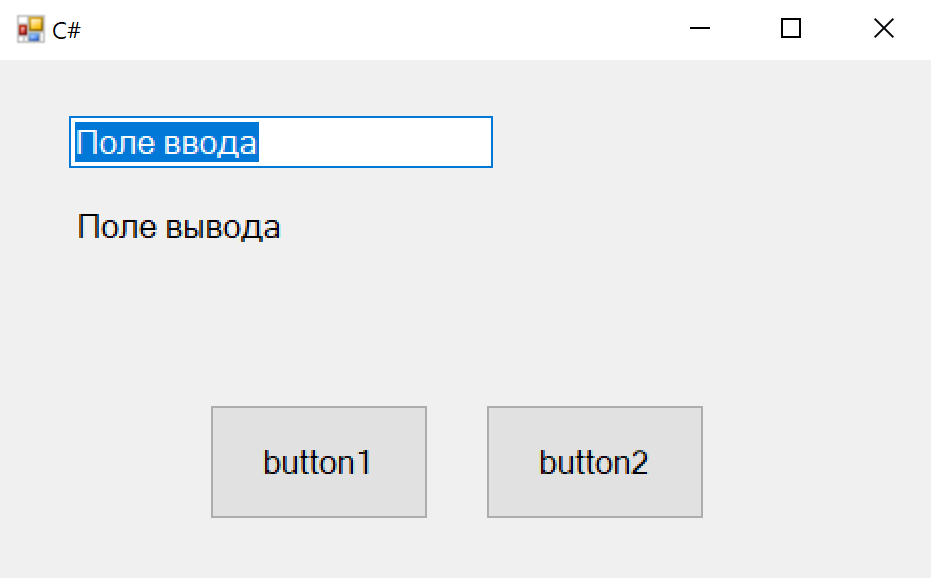 C#
Поле ввода
Поле вывода
button1
button2